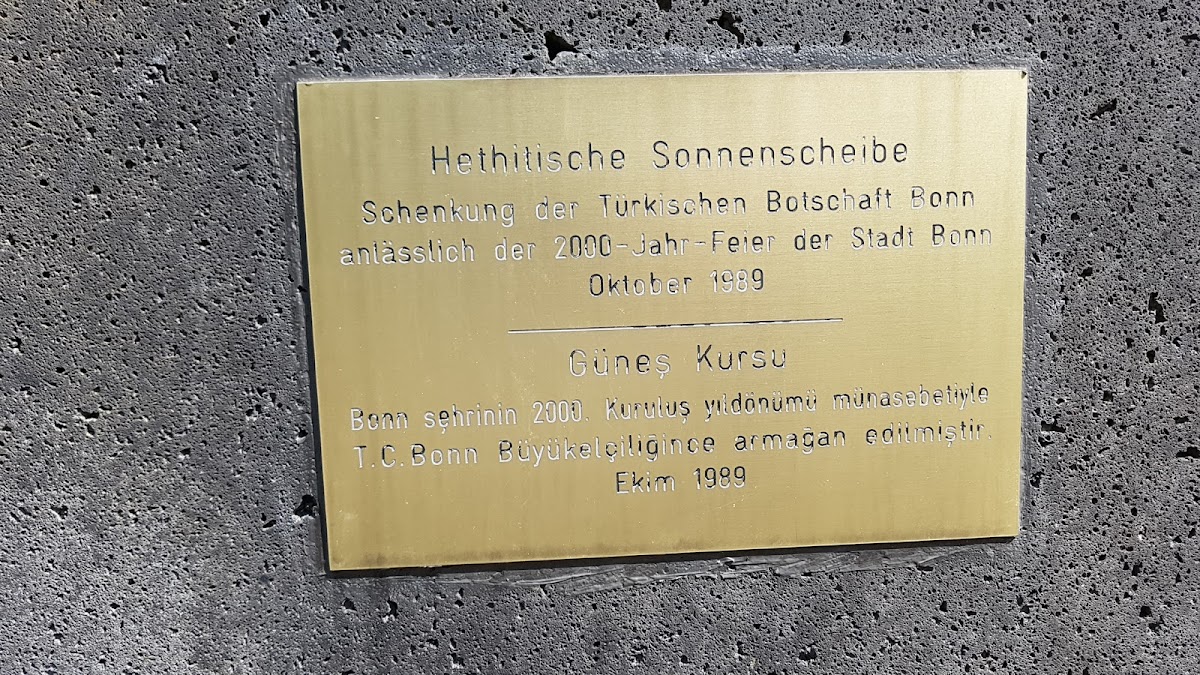 Hethitische Sonnenscheibe
Schenkung der Türkischen Botschaft Bonn
anlässlich der 2000-Jahr-Feier der Stadt Bonn
Oktober 1989
Güneş Kursu
Bonn şehrinin 2000. Kuruluş yıldönümü münasebetiyle
T.C.Bonn Büyükelçiliğince armağan edilmiştir.
Ekim 1989